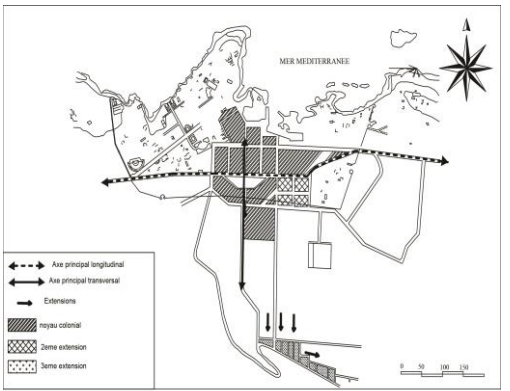 MER MEDITERRANEE
Axe principal longitudinal
Axe principal transversal
Extensions
noyau colonial
2eme extension
3eme extension
0 50 100 150